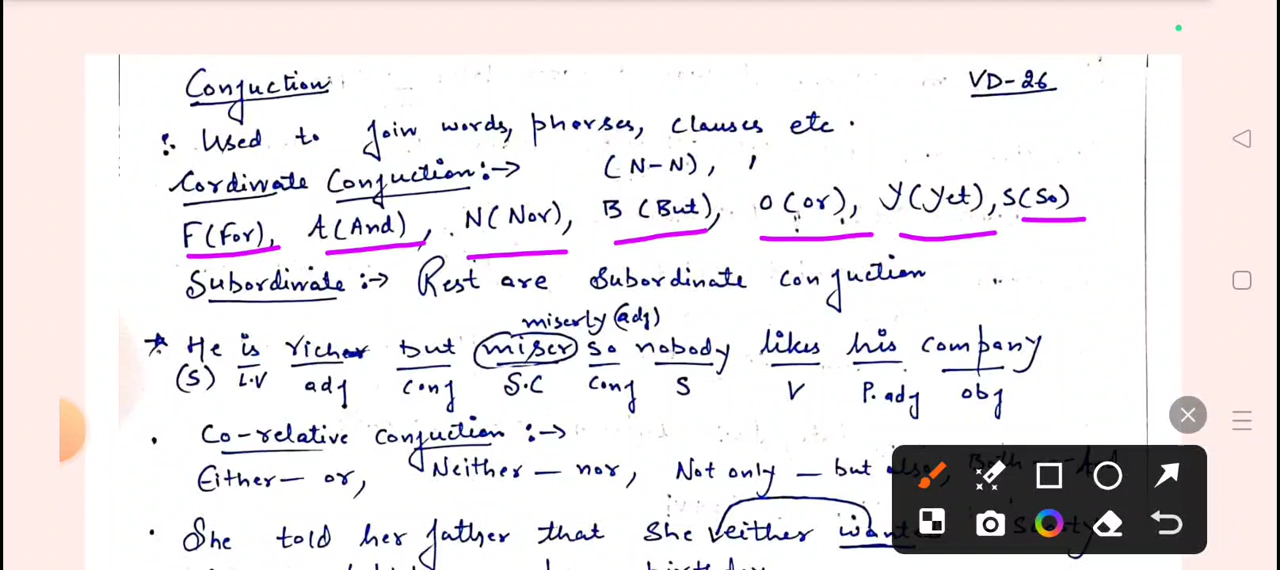 Conjuction
VD-26
:. Used to join words, phorses, clauses etc.
Cordinate Conjuction :→ (N-N), ,
F(For), A(And), N(Nor), B(But), O(or), Y(Yet), S(So)
Subordinate :→ Rest are Subordinate conjuction
miserly (adj)
* He is richer but miser so nobody likes his company
(S) L.V adj conj S.C conj S V P. adj obj
. Co-relative conjuction :→
Either— or, Neither — nor, Not only — but also,
. She told her father that She neither